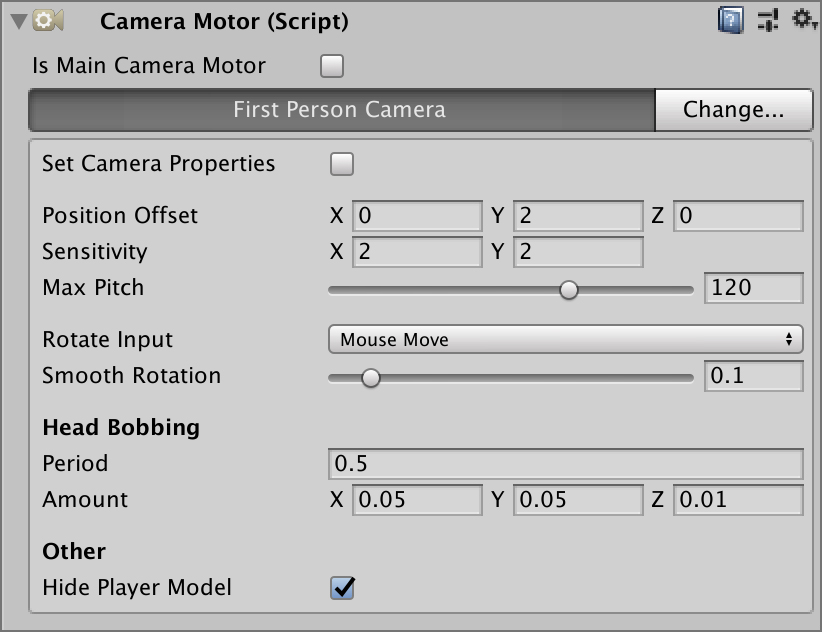 Camera Motor (Script)
Is Main Camera Motor
First Person Camera Change...
Set Camera Properties
Position Offset X 0 Y 2 Z 0
Sensitivity X 2 Y 2
Max Pitch 120
Rotate Input Mouse Move
Smooth Rotation 0.1
Head Bobbing
Period 0.5
Amount X 0.05 Y 0.05 Z 0.01
Other
Hide Player Model